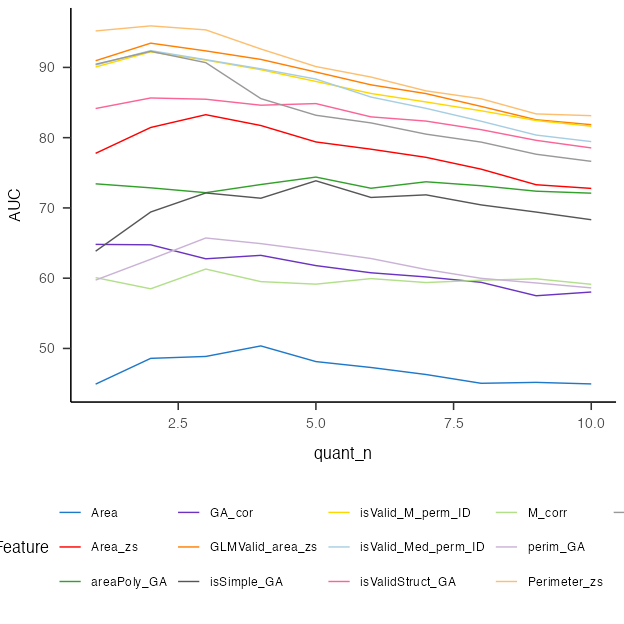 90
80
70
60
50
AUC
2.5 5.0 7.5 10.0
quant_n
Area GA_cor isValid_M_perm_ID M_corr
Feature Area_zs GLMValid_area_zs isValid_Med_perm_ID perim_GA
areaPoly_GA isSimple_GA isValidStruct_GA Perimeter_zs